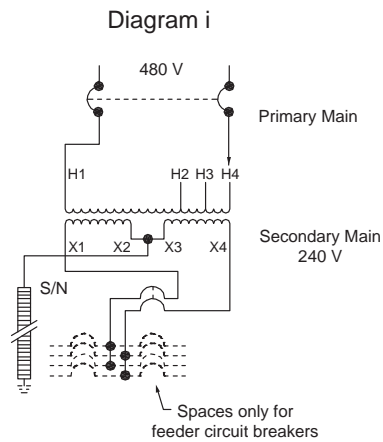 Diagram i
480 V
Primary Main
H1 H2 H3 H4
X1 X2 X3 X4
Secondary Main
240 V
S/N
Spaces only for
feeder circuit breakers